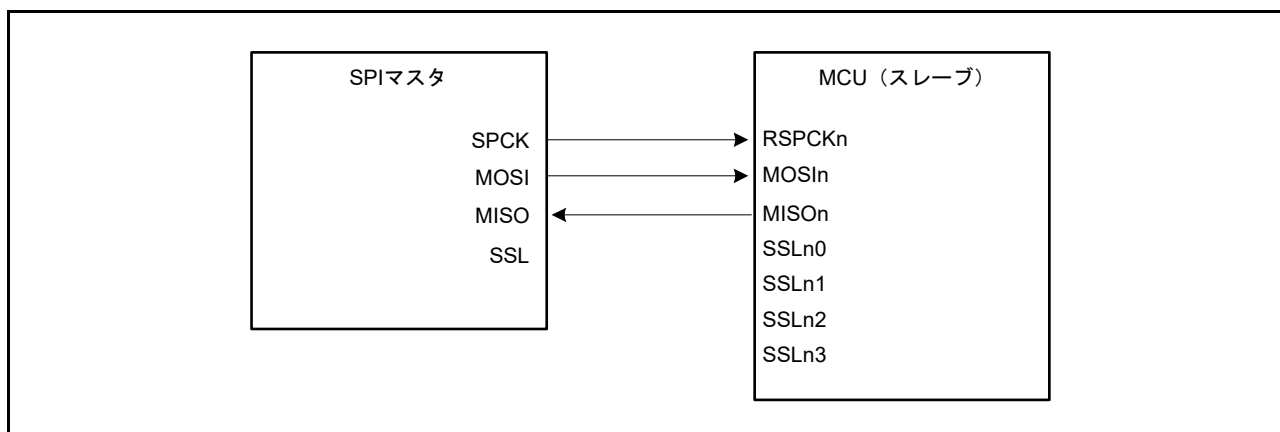 SPIマスタ
SPCK
MOSI
MISO
SSL
MCU（スレーブ）
RSPCKn
MOSIn
MISOn
SSLn0
SSLn1
SSLn2
SSLn3